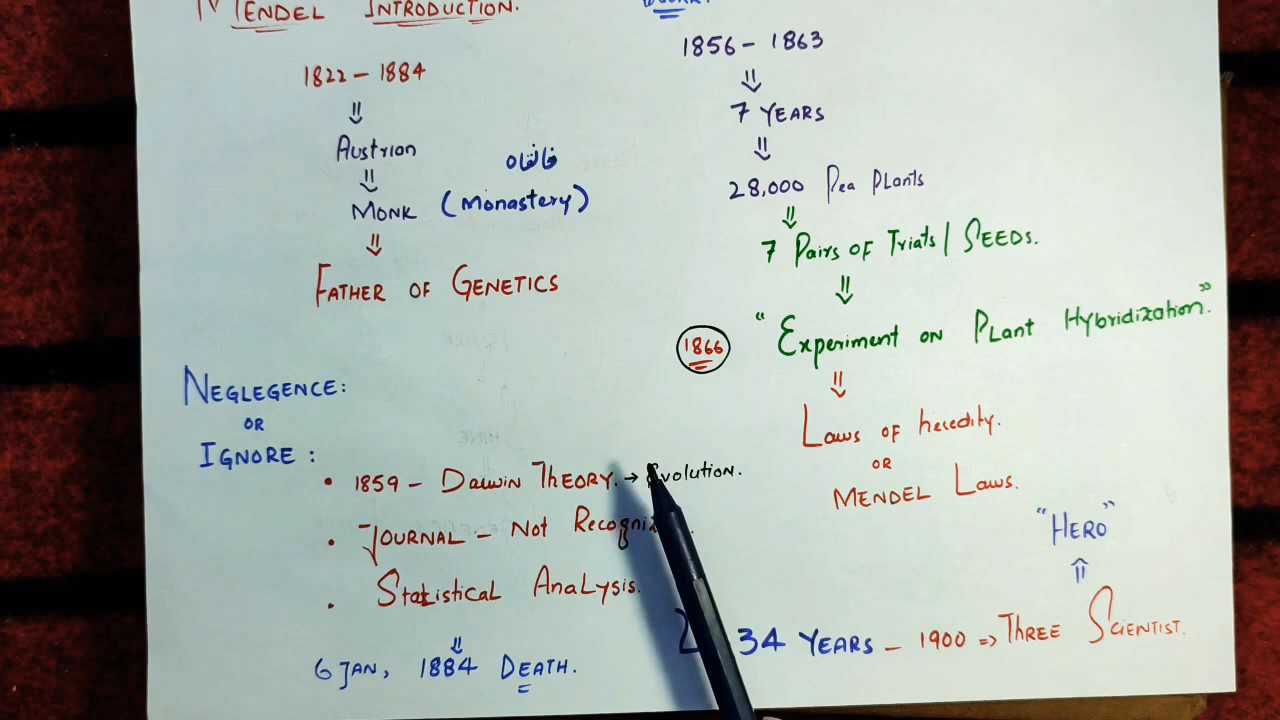 MENDEL INTRODUCTION.
1822 – 1884
⇓
Austrian
⇓
خانقاہ
MONK (Monastery)
⇓
FATHER OF GENETICS
NEGLEGENCE:
OR
IGNORE :
• 1859 – Darwin THEORY. → Evolution.
• JOURNAL – Not
• Statistical Analysis.
⇓
6 JAN, 1884 DEATH.
1856 – 1863
⇓
7 YEARS
⇓
28,000 Pea Plants
⇓
7 Pairs of Triats / SEEDS.
⇓
1866 "Experiment on Plant Hybridization."
⇓
Laws of heredity.
OR
MENDEL Laws.
"HERO"
⇑
34 YEARS – 1900 ⇒ THREE SCIENTIST.